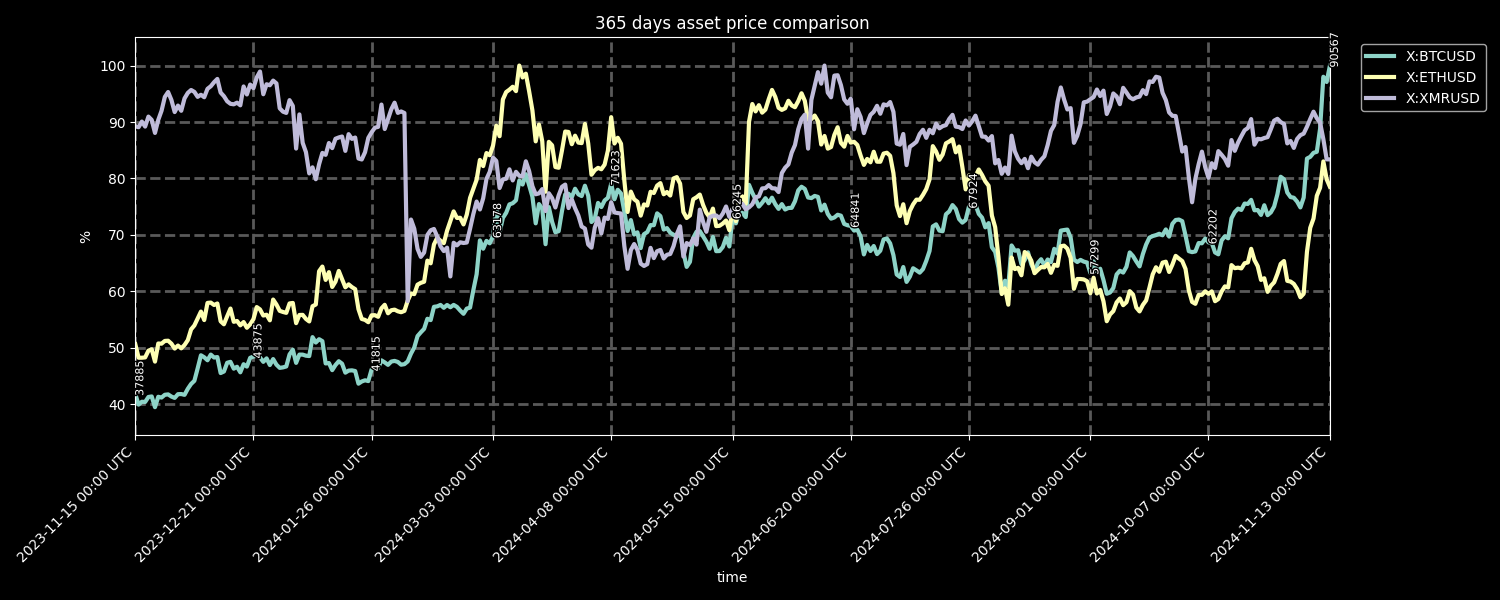 365 days asset price comparison
90567
X:BTCUSD
X:ETHUSD
X:XMRUSD
100
90
80
70
60
50
40
%
37885
43875
41815
63178
71623
66245
64841
67924
57299
62202
2023-11-15 00:00 UTC
2023-12-21 00:00 UTC
2024-01-26 00:00 UTC
2024-03-03 00:00 UTC
2024-04-08 00:00 UTC
2024-05-15 00:00 UTC
2024-06-20 00:00 UTC
2024-07-26 00:00 UTC
2024-09-01 00:00 UTC
2024-10-07 00:00 UTC
2024-11-13 00:00 UTC
time